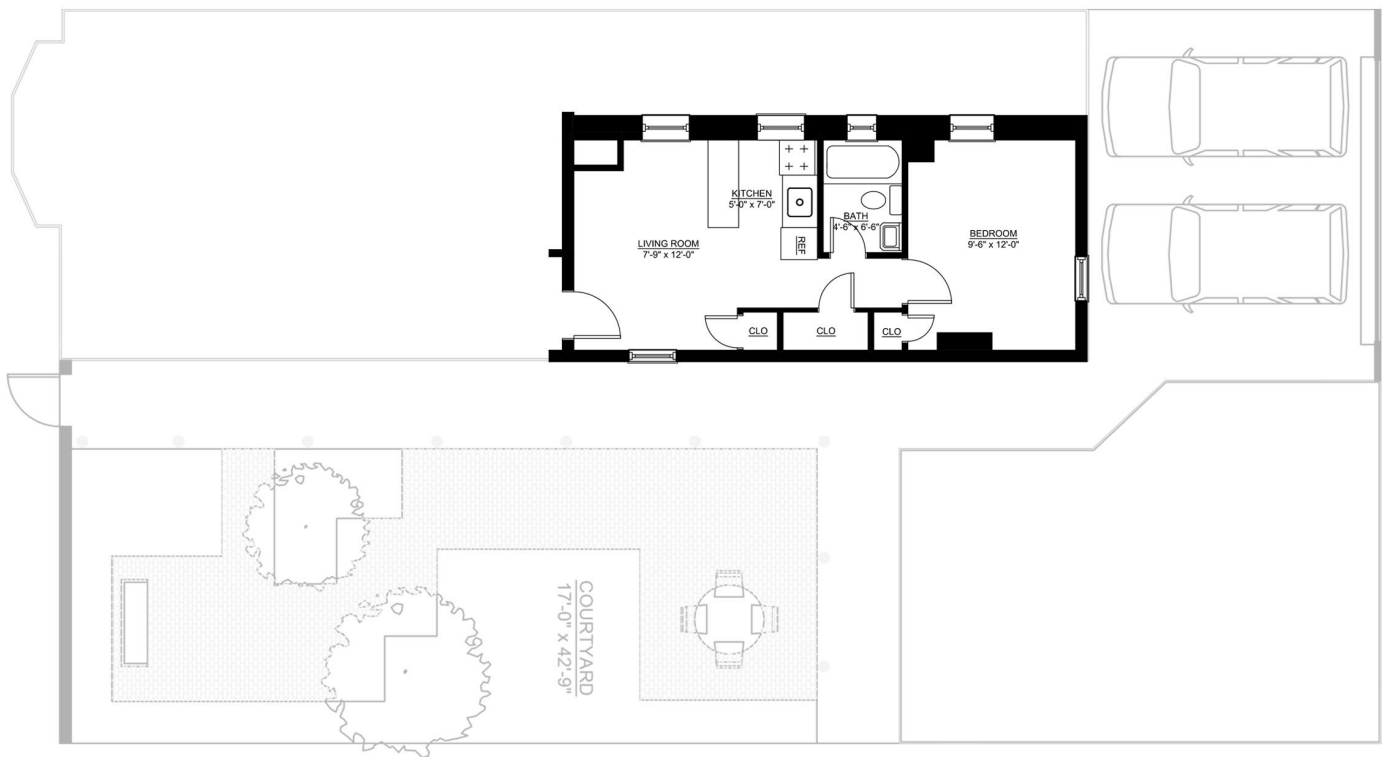 KITCHEN
5'-0" x 7'-0"
LIVING ROOM
7'-9" x 12'-0"
REF
BATH
4'-6" x 6'-6"
BEDROOM
9'-6" x 12'-0"
CLO
CLO
CLO
COURTYARD
17'-0" x 42'-9"